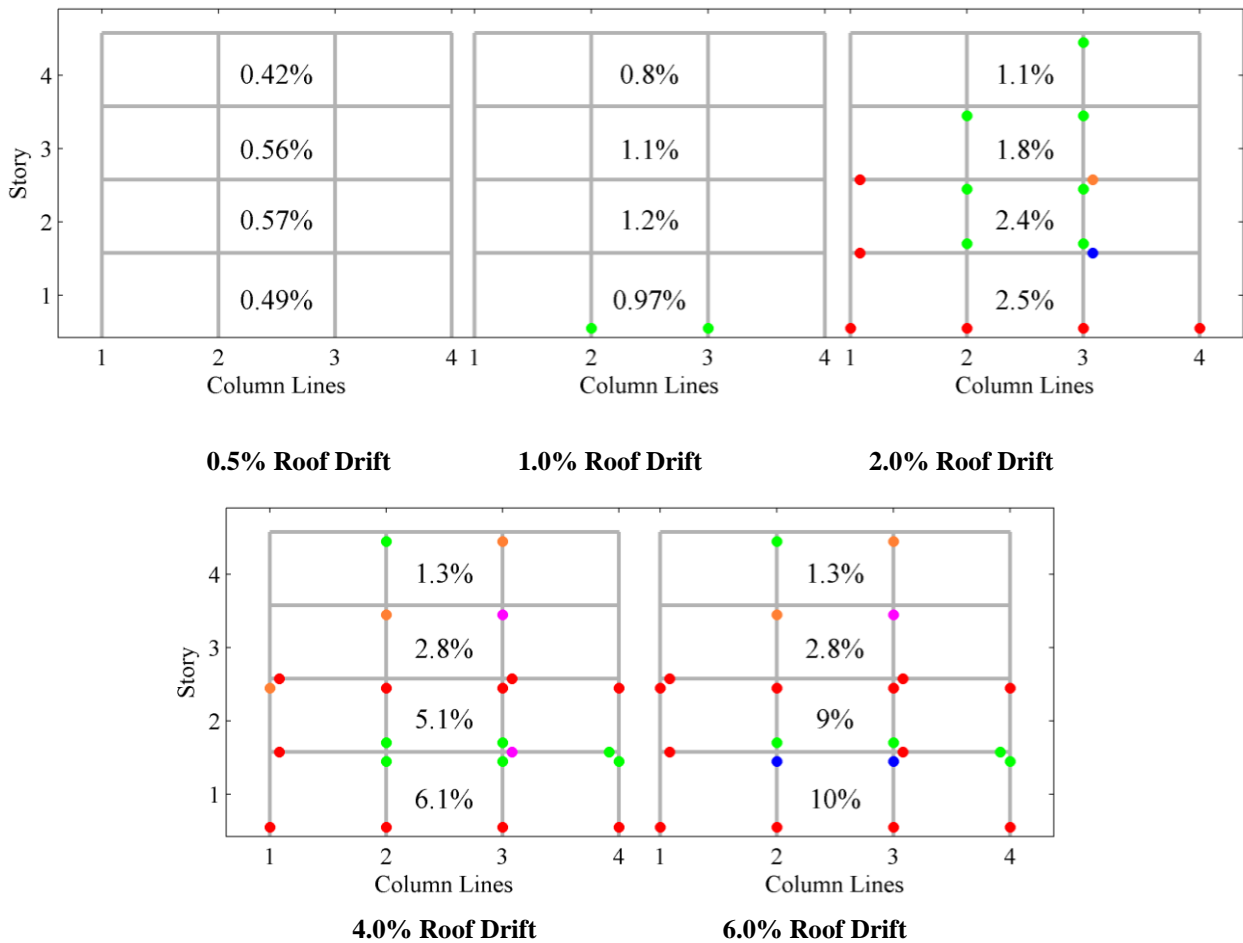 4
3
2
1
Story
0.42%
0.56%
0.57%
0.49%
1 2 3 4
Column Lines
0.8%
1.1%
1.2%
0.97%
1 2 3 4
Column Lines
1.1%
1.8%
2.4%
2.5%
1 2 3 4
Column Lines
0.5% Roof Drift 1.0% Roof Drift 2.0% Roof Drift
4
3
2
1
Story
1.3%
2.8%
5.1%
6.1%
1 2 3 4
Column Lines
1.3%
2.8%
9%
10%
1 2 3 4
Column Lines
4.0% Roof Drift 6.0% Roof Drift